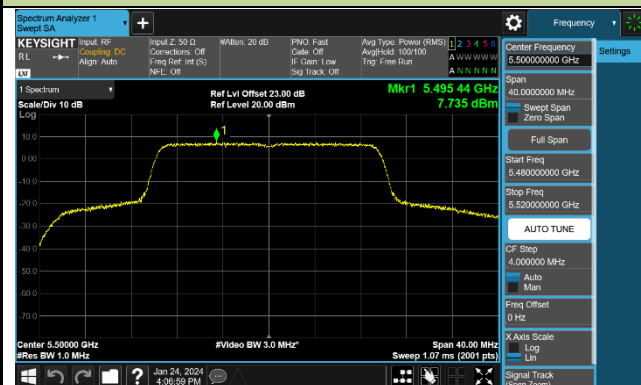 Spectrum Analyzer 1
Swept SA
Frequency
KEYSIGHT
RL
LXI
Input: RF
Coupling: DC
Align: Auto
Input Z: 50 Ω
Corrections: Off
Freq Ref: Int (S)
NFE: Off
#Atten: 20 dB
PNO: Fast
Gate: Off
IF Gain: Low
Sig Track: Off
Avg Type: Power (RMS)
Avg|Hold: 100/100
Trig: Free Run
1 2 3 4 5 6
A W W W W W
A N N N N N
1 Spectrum
Scale/Div 10 dB
Log
Ref Lvl Offset 23.00 dB
Ref Level 20.00 dBm
Mkr1 5.495 44 GHz
7.735 dBm
1
10.0
0.00
-10.0
-20.0
-30.0
-40.0
-50.0
-60.0
-70.0
Center 5.50000 GHz
#Res BW 1.0 MHz
#Video BW 3.0 MHz*
Span 40.00 MHz
Sweep 1.07 ms (2001 pts)
Jan 24, 2024
4:06:59 PM
Center Frequency
5.500000000 GHz
Span
40.0000000 MHz
Swept Span
Zero Span
Full Span
Start Freq
5.480000000 GHz
Stop Freq
5.520000000 GHz
AUTO TUNE
CF Step
4.000000 MHz
Auto
Man
Freq Offset
0 Hz
X Axis Scale
Log
Lin
Signal Track
(Span Zoom)
Settings